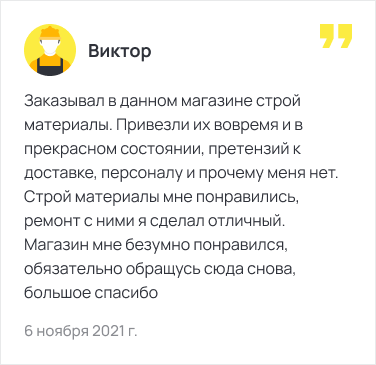 Виктор
Заказывал в данном магазине строй
материалы. Привезли их вовремя и в
прекрасном состоянии, претензий к
доставке, персоналу и прочему меня нет.
Строй материалы мне понравились,
ремонт с ними я сделал отличный.
Магазин мне безумно понравился,
обязательно обращусь сюда снова,
большое спасибо
6 ноября 2021 г.